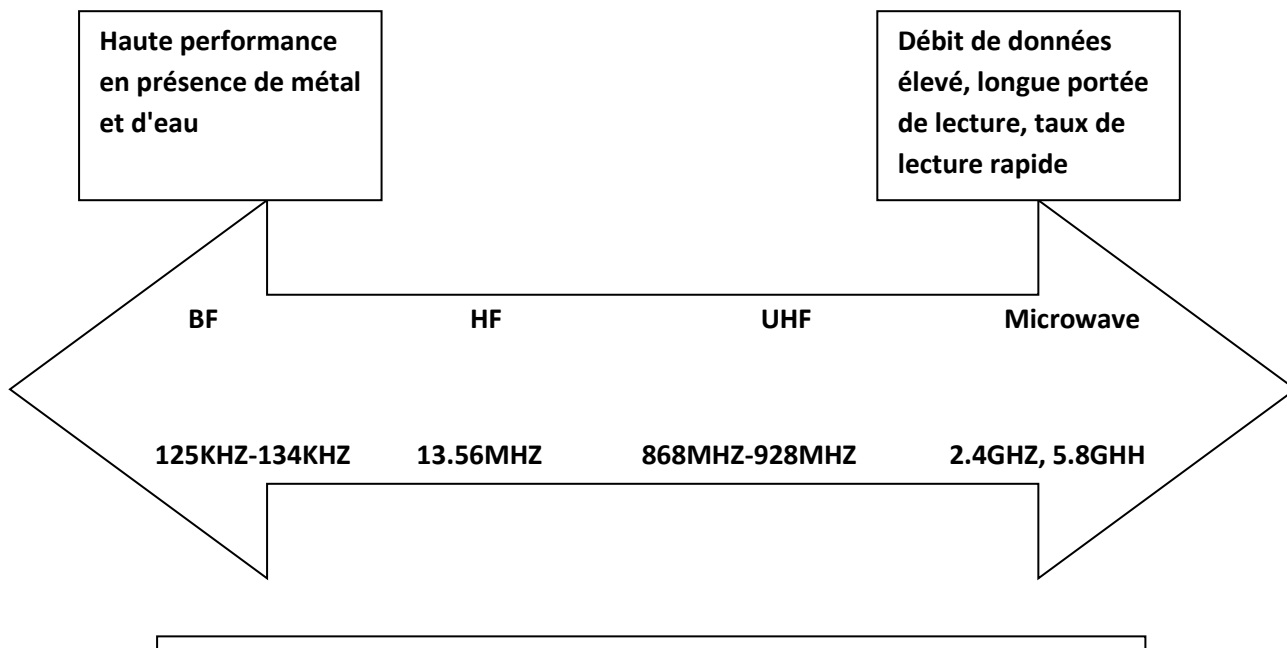 Haute performance
en présence de métal
et d'eau
Débit de données
élevé, longue portée
de lecture, taux de
lecture rapide
BF HF UHF Microwave
125KHZ-134KHZ 13.56MHZ 868MHZ-928MHZ 2.4GHZ, 5.8GHH